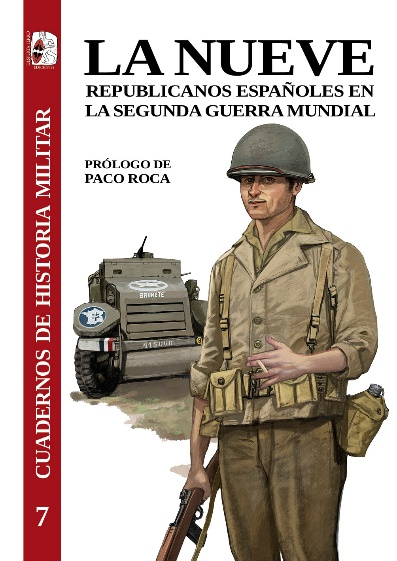 LA NUEVE
REPUBLICANOS ESPAÑOLES EN
LA SEGUNDA GUERRA MUNDIAL
PRÓLOGO DE
PACO ROCA
BRUNETE
CUADERNOS DE HISTORIA MILITAR
7